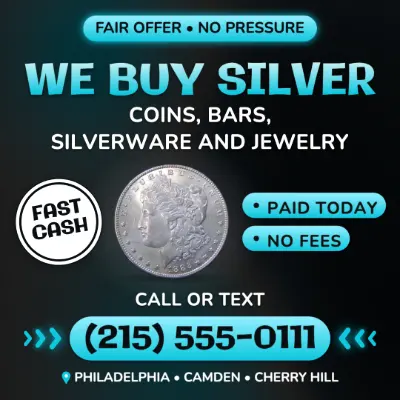 FAIR OFFER • NO PRESSURE
WE BUY SILVER
COINS, BARS,
SILVERWARE AND JEWELRY
FAST
CASH
• PAID TODAY
• NO FEES
CALL OR TEXT
(215) 555-0111
PHILADELPHIA • CAMDEN • CHERRY HILL